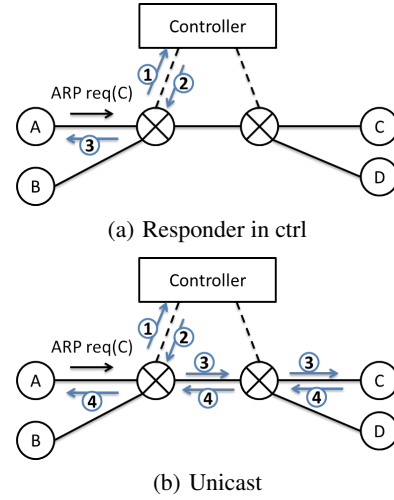 Controller
1
2
ARP req(C)
A
3
C
B
D
(a) Responder in ctrl
Controller
1
2
ARP req(C)
3
3
A
C
4
4
4
B
D
(b) Unicast